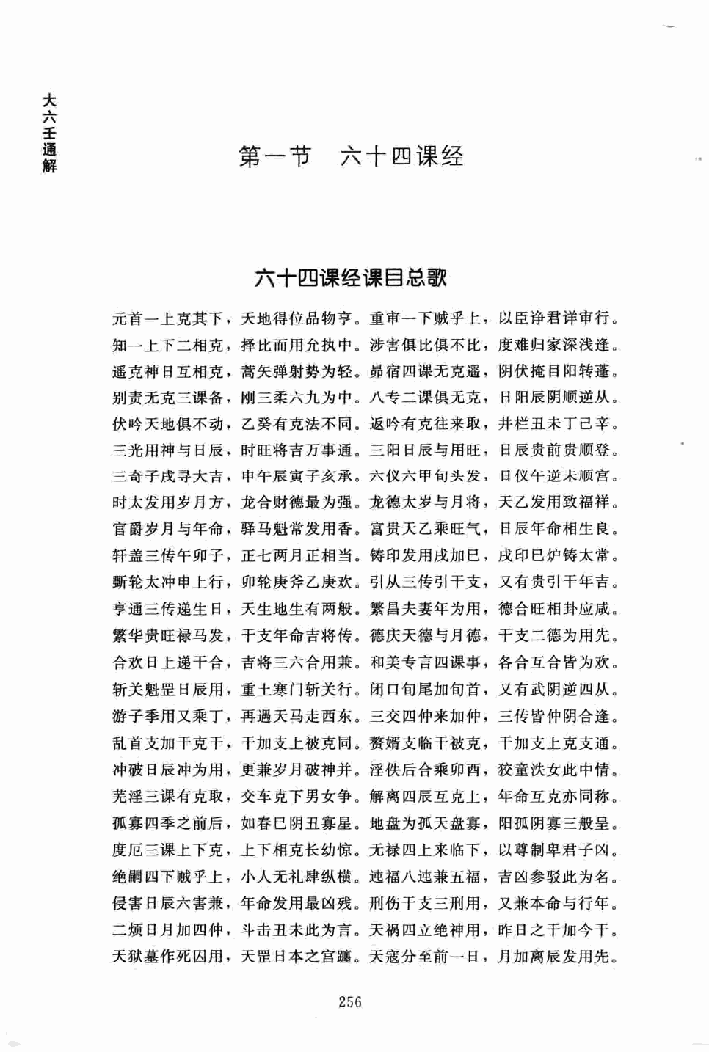 大六壬通解
第一节 六十四课经
六十四课经课目总歌
元首一上克其下，天地得位品物亨。重审一下贼乎上，以臣诤君详审行。
知一上下二相克，择比而用允执中。涉害俱比俱不比，度难归家深浅逢。
遥克神日互相克，蒿矢弹射势为轻。昴宿四课无克遥，阴伏掩目阳转蓬。
别责无克三课备，刚三柔六九为中。八专二课俱无克，日阳辰阴顺逆从。
伏吟天地俱不动，乙癸有克法不同。返吟有克往来取，井栏丑未丁己辛。
三光用神与日辰，时旺将吉万事通。三阳日辰与用旺，日辰贵前贵顺登。
三奇子戌寻大吉，申午辰寅子亥承。六仪六甲旬头发，日仪午逆未顺宫。
时太发用岁月方，龙合财德最为强。龙德太岁与月将，天乙发用致福祥。
官爵岁月与年命，驿马魁常发用香。富贵天乙乘旺气，日辰年命相生良。
轩盖三传午卯子，正七两月正相当。铸印发用戌加巳，戌印巳炉铸太常。
斲轮太冲申上行，卯轮庚斧乙庚欢。引从三传引干支，又有贵引干年吉。
亨通三传递生日，天生地生有两般。繁昌夫妻年为用，德合旺相卦应咸。
繁华贵旺禄马发，干支年命吉将传。德庆天德与月德，干支二德为用先。
合欢日上递干合，吉将三六合用兼。和美专言四课事，各合互合皆为欢。
斩关魁罡日辰用，重土寒门斩关行。闭口旬尾加旬首，又有武阴逆四从。
游子季用又乘丁，再遇天马走西东。三交四仲来加仲，三传皆仲阴合逢。
乱首支加干克干，干加支上被克同。赘婿支临干被克，干加支上克支通。
冲破日辰冲为用，更兼岁月破神并。淫佚后合乘卯酉，狡童泆女此中情。
芜淫三课有克取，交车克下男女争。解离四辰互克上，年命互克亦同称。
孤寡四季之前后，如春巳阴丑寡星。地盘为孤天盘寡，阳孤阴寡三般呈。
度厄三课上下克，上下相克长幼惊。无禄四上来临下，以尊制卑君子凶。
绝嗣四下贼乎上，小人无礼肆纵横。迍福八迍兼五福，吉凶参驳此为名。
侵害日辰六害兼，年命发用最凶残。刑伤干支三刑用，又兼本命与行年。
二烦日月加四仲，斗击丑未此为言。天祸四立绝神用，昨日之干加今干。
天狱墓作死囚用，天罡日本之宫躔。天寇分至前一日，月加离辰发用先。
256